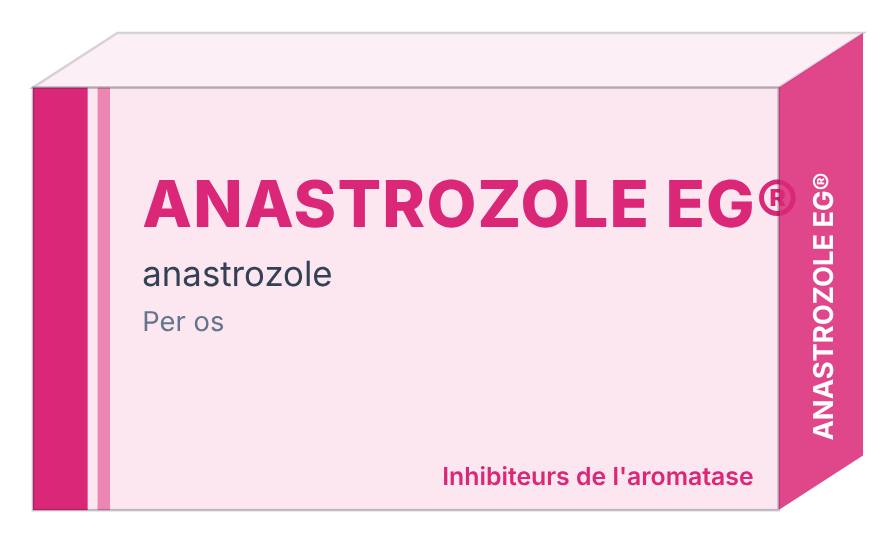 ANASTROZOLE EG®
anastrozole
Per os
Inhibiteurs de l'aromatase
ANASTROZOLE EG®